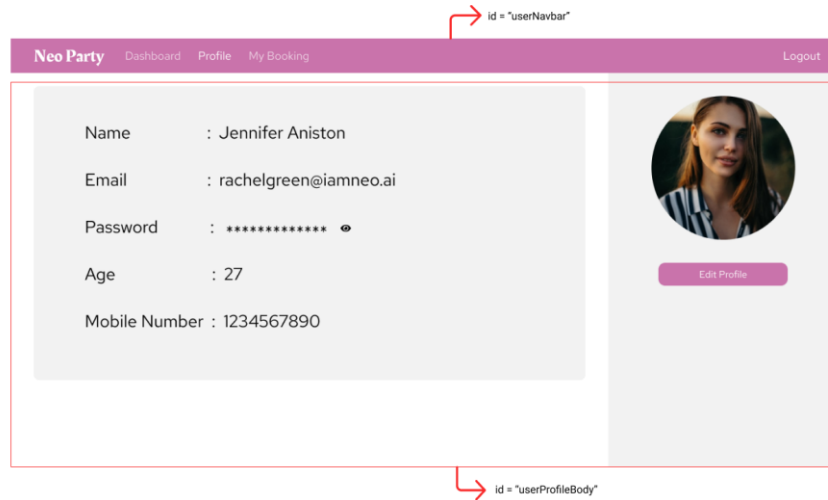 id = "userNavbar"
Neo Party Dashboard Profile My Booking Logout
Name : Jennifer Aniston
Email : rachelgreen@iamneo.ai
Password : *************
Age : 27
Mobile Number : 1234567890
Edit Profile
id = "userProfileBody"